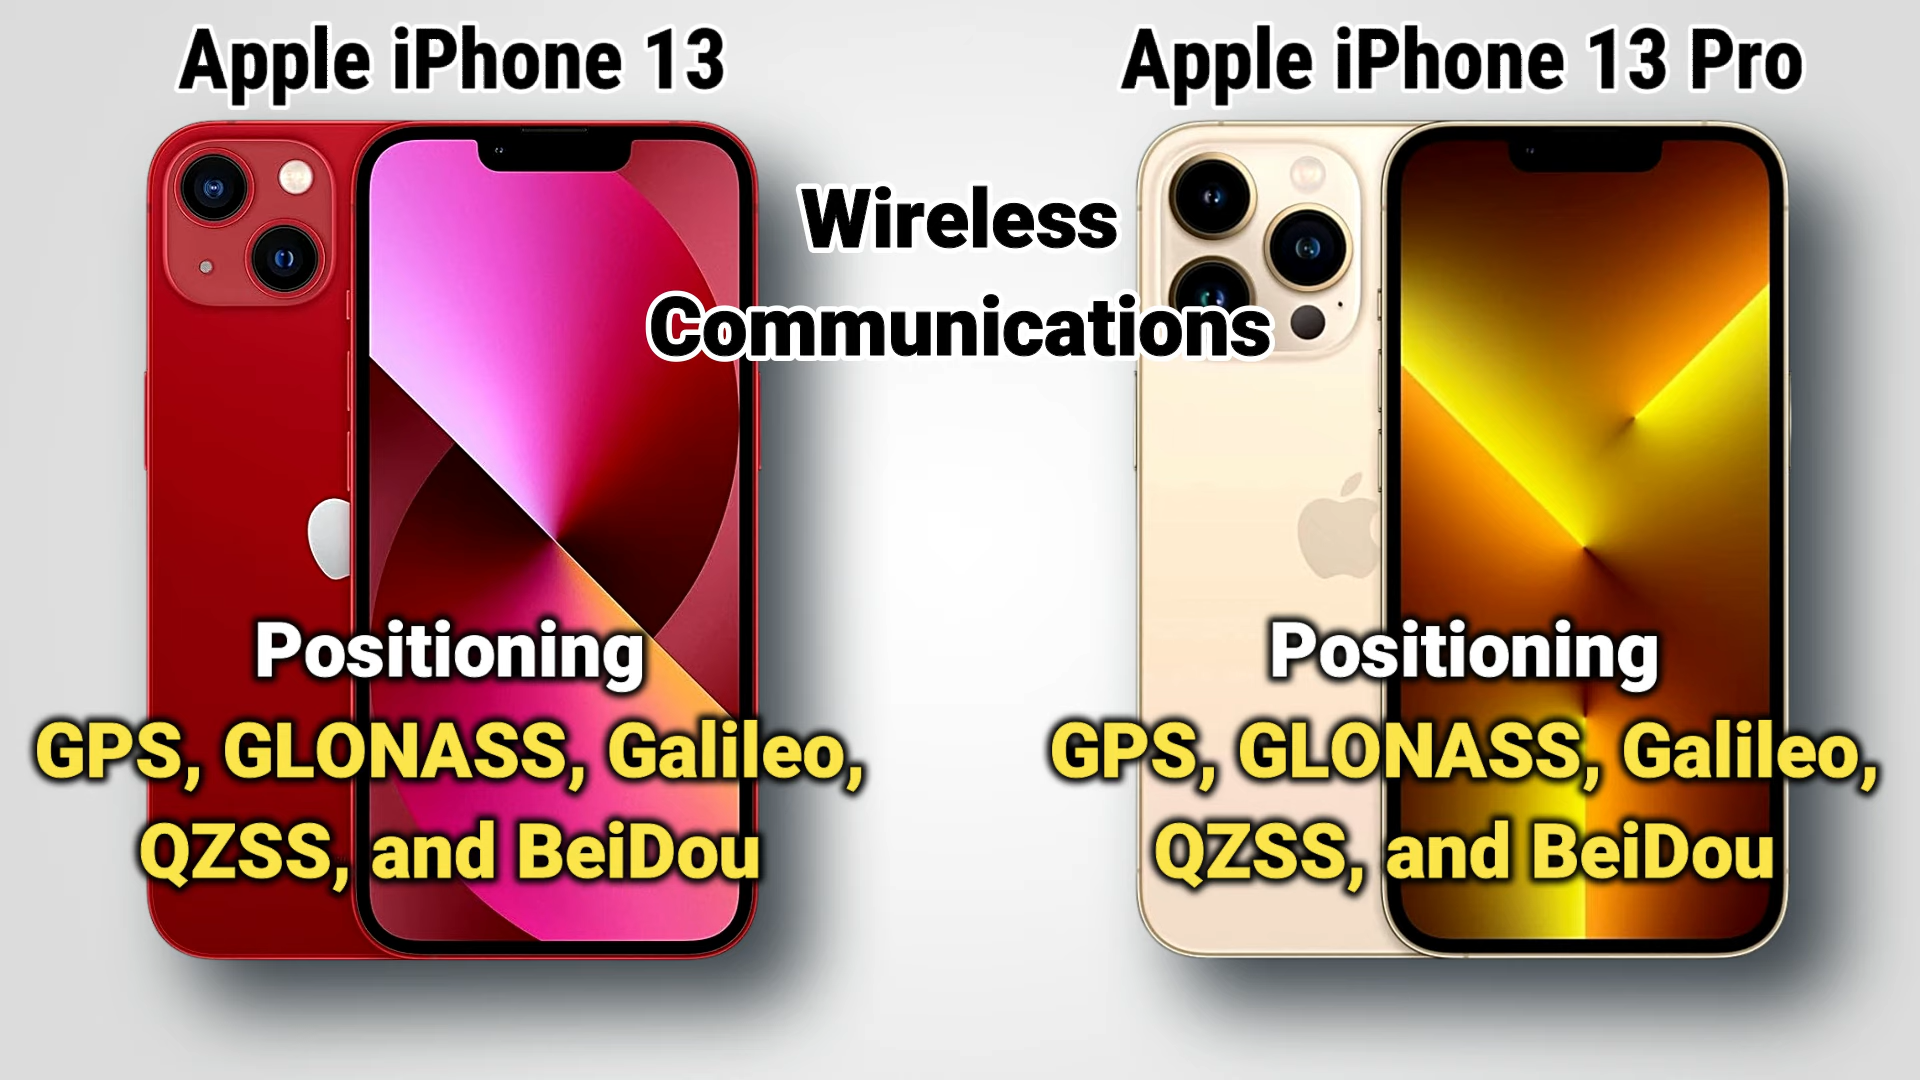 Apple iPhone 13
Apple iPhone 13 Pro
Wireless
Communications
Positioning
GPS, GLONASS, Galileo,
QZSS, and BeiDou
Positioning
GPS, GLONASS, Galileo,
QZSS, and BeiDou